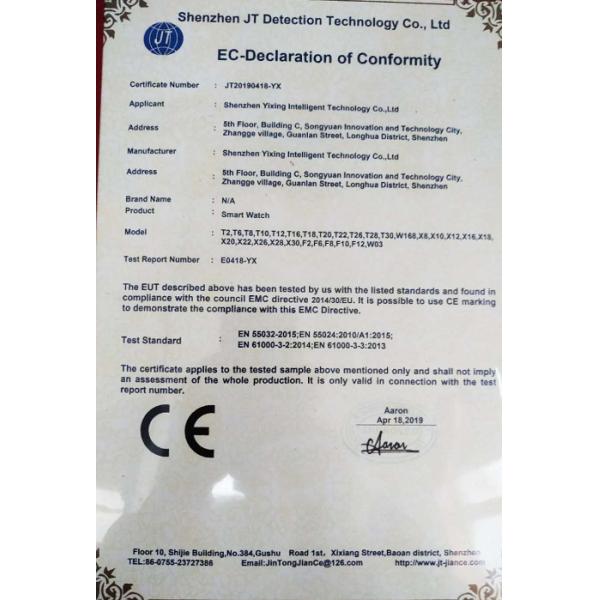 Shenzhen JT Detection Technology Co., Ltd
JT
EC-Declaration of Conformity
Certificate Number : JT20190418-YX
Applicant : Shenzhen Yixing Intelligent Technology Co.,Ltd
Address : 5th Floor, Building C, Songyuan Innovation and Technology City,
Zhangge village, Guanlan Street, Longhua District, Shenzhen
Manufacturer : Shenzhen Yixing Intelligent Technology Co.,Ltd
Address : 5th Floor, Building C, Songyuan Innovation and Technology City,
Zhangge village, Guanlan Street, Longhua District, Shenzhen
Brand Name : N/A
Product : Smart Watch
Model : T2,T6,T8,T10,T12,T16,T18,T20,T22,T26,T28,T30,W168,X8,X10,X12,X16,X18,
X20,X22,X26,X28,X30,F2,F6,F8,F10,F12,W03
Test Report Number : E0418-YX
The EUT described above has been tested by us with the listed standards and found in
compliance with the council EMC directive 2014/30/EU. It is possible to use CE marking
to demonstrate the compliance with this EMC Directive.
Test Standard : EN 55032-2015;EN 55024:2010/A1:2015;
EN 61000-3-2:2014;EN 61000-3-3:2013
The certificate applies to the tested sample above mentioned only and shall not imply
an assessment of the whole production. It is only valid in connection with the test
report number.
CE
Aaron
Apr 18,2019
Aaron
Floor 10, Shijie Building,No.384,Gushu Road 1st, Xixiang Street,Baoan district, Shenzhen
TEL:86-0755-23727386 Email:JinTongJianCe@126.com http://www.jt-jiance.com